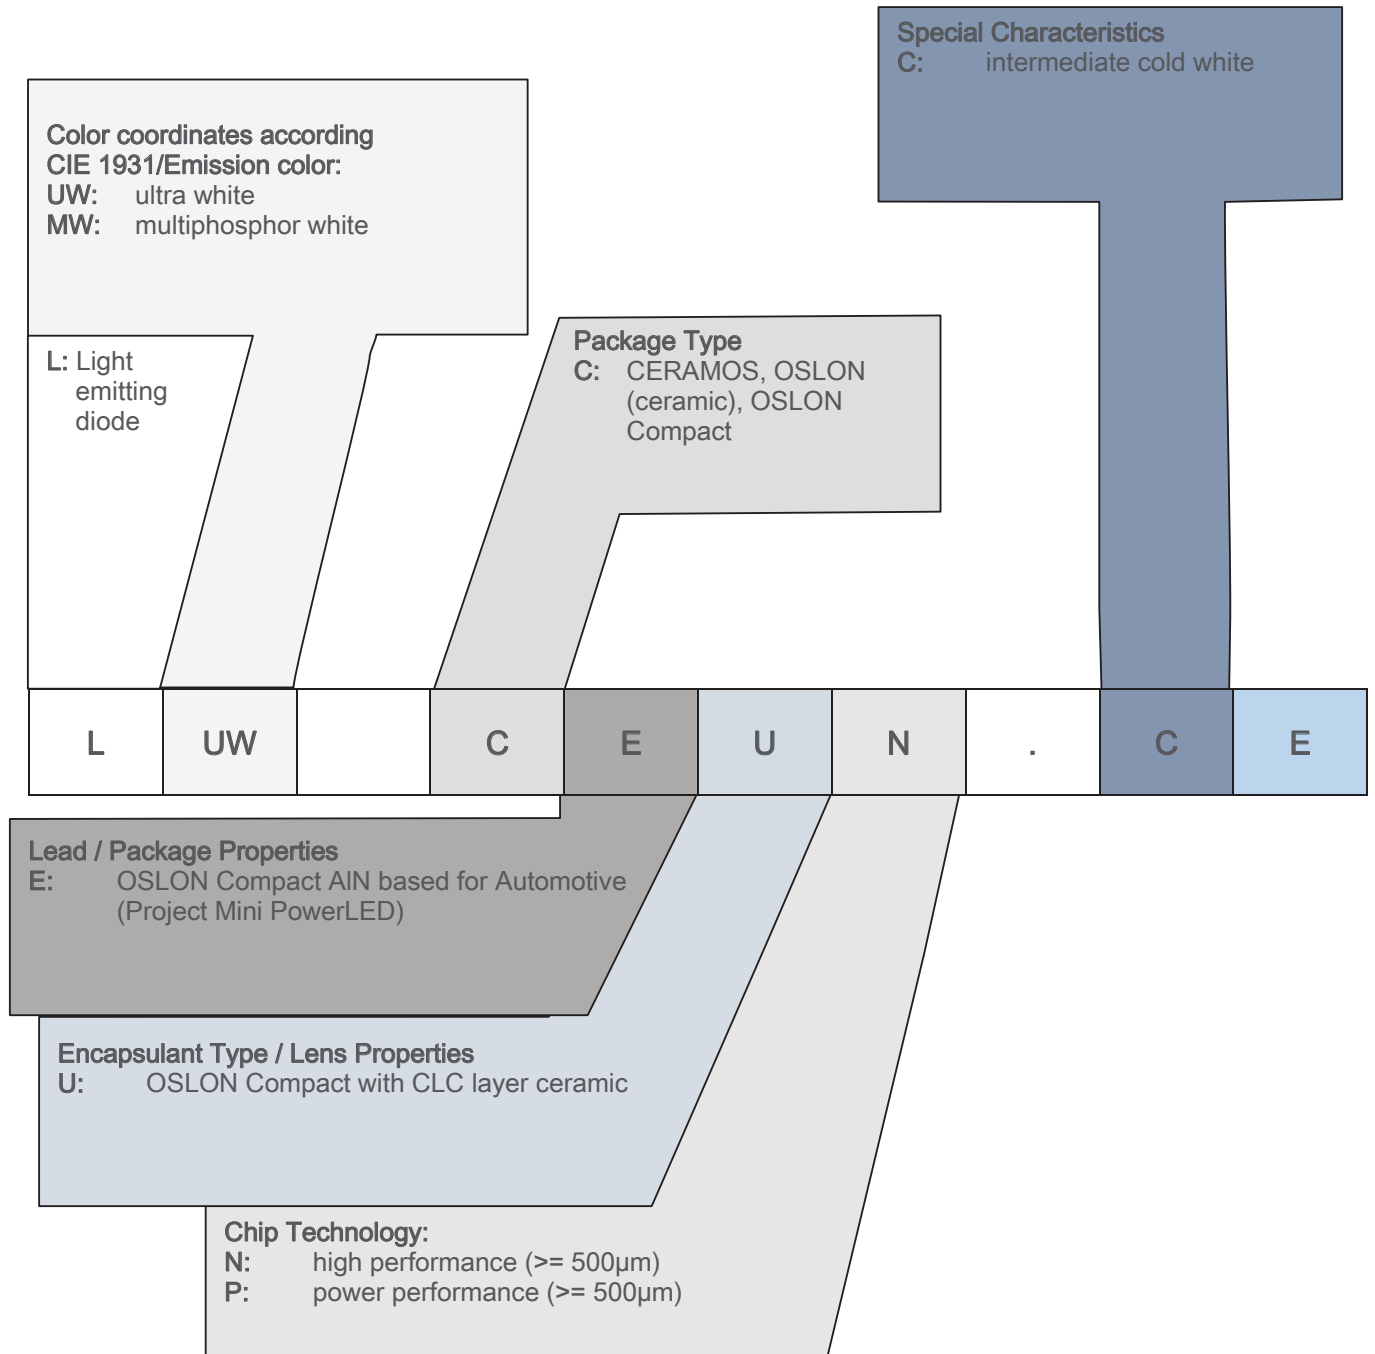 Special Characteristics
C: intermediate cold white
Color coordinates according
CIE 1931/Emission color:
UW: ultra white
MW: multiphosphor white
L: Light
emitting
diode
Package Type
C: CERAMOS, OSLON
(ceramic), OSLON
Compact
L UW C E U N . C E
Lead / Package Properties
E: OSLON Compact AlN based for Automotive
(Project Mini PowerLED)
Encapsulant Type / Lens Properties
U: OSLON Compact with CLC layer ceramic
Chip Technology:
N: high performance (>= 500µm)
P: power performance (>= 500µm)